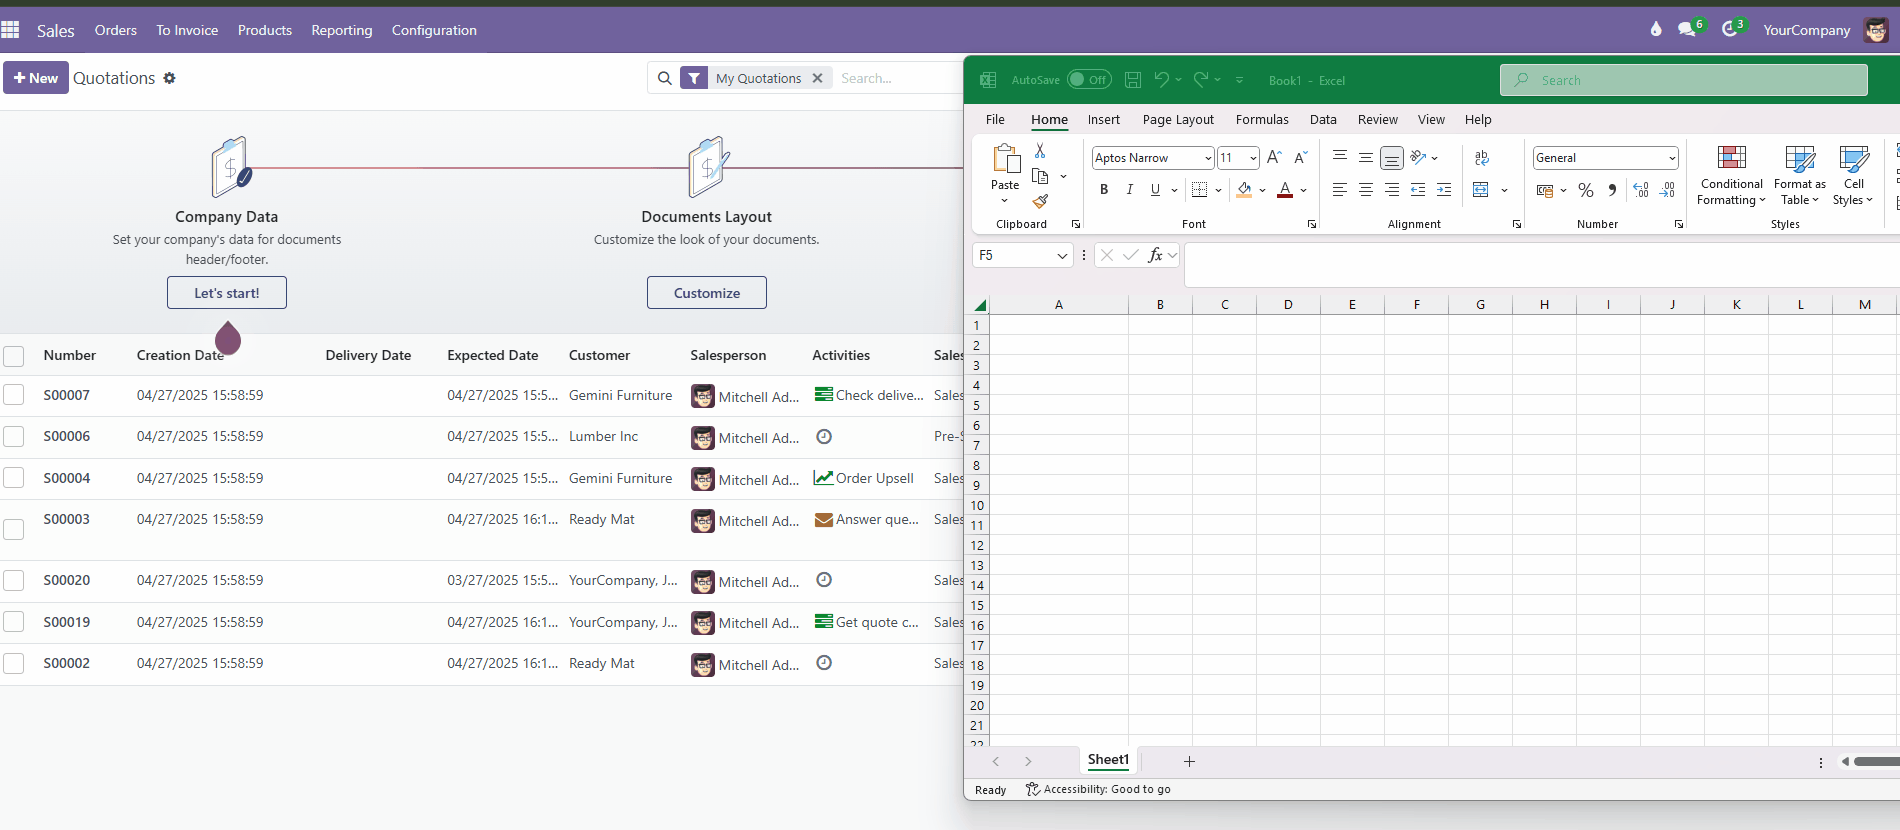 Sales Orders To Invoice Products Reporting Configuration 6 3 YourCompany
New Quotations My Quotations Search...
Company Data
Set your company's data for documents
header/footer.
Let's start!
Documents Layout
Customize the look of your documents.
Customize
Number Creation Date Delivery Date Expected Date Customer Salesperson Activities Sales
S00007 04/27/2025 15:58:59 04/27/2025 15:5... Gemini Furniture Mitchell Ad... Check delive... Sales
S00006 04/27/2025 15:58:59 04/27/2025 15:5... Lumber Inc Mitchell Ad... Pre-S
S00004 04/27/2025 15:58:59 04/27/2025 15:5... Gemini Furniture Mitchell Ad... Order Upsell Sales
S00003 04/27/2025 15:58:59 04/27/2025 16:1... Ready Mat Mitchell Ad... Answer que... Sales
S00020 04/27/2025 15:58:59 03/27/2025 15:5... YourCompany, J... Mitchell Ad... Sales
S00019 04/27/2025 15:58:59 04/27/2025 16:1... YourCompany, J... Mitchell Ad... Get quote c... Sales
S00002 04/27/2025 15:58:59 04/27/2025 16:1... Ready Mat Mitchell Ad... Sales
AutoSave Off Book1 - Excel Search
File Home Insert Page Layout Formulas Data Review View Help
Paste
Clipboard
Aptos Narrow 11
B I U
Font
ab
Alignment
General
Number
Conditional
Formatting
Format as
Table
Cell
Styles
Styles
F5 fx
A B C D E F G H I J K L M
1
2
3
4
5
6
7
8
9
10
11
12
13
14
15
16
17
18
19
20
21
22
Sheet1
Ready Accessibility: Good to go